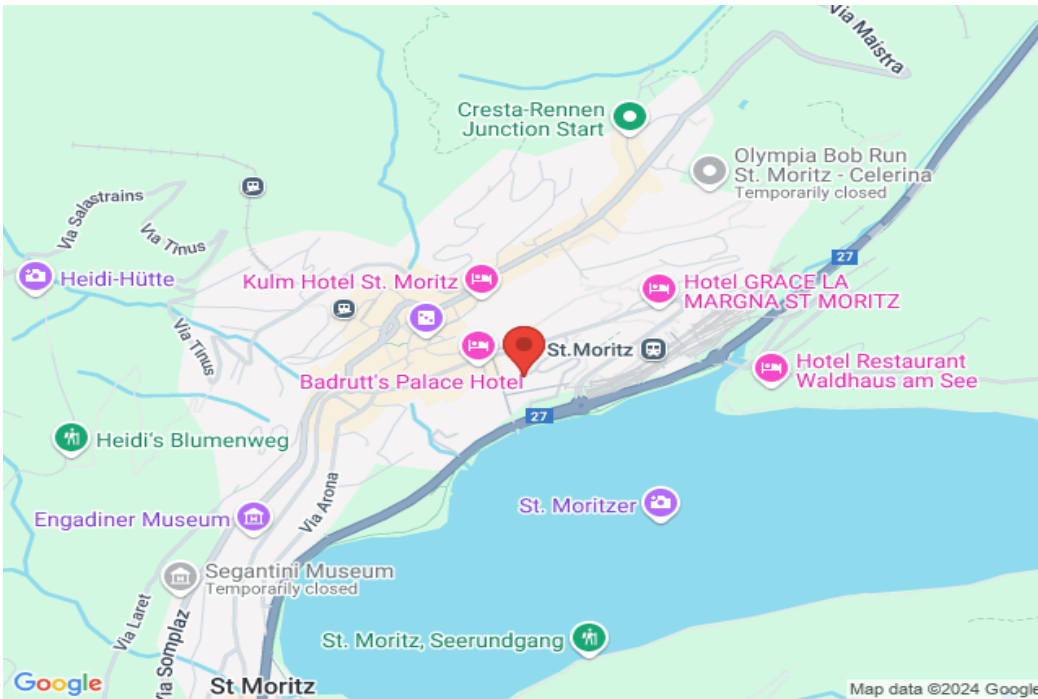 Via Maistra
Cresta-Rennen
Junction Start
Olympia Bob Run
St. Moritz - Celerina
Temporarily closed
Via Salastrains
Via Tinus
27
Heidi-Hütte
Kulm Hotel St. Moritz
Hotel GRACE LA
MARGNA ST MORITZ
Via Tinus
St.Moritz
Hotel Restaurant
Waldhaus am See
Badrutt's Palace Hotel
27
Heidi's Blumenweg
Via Arona
St. Moritzer
Engadiner Museum
Segantini Museum
Temporarily closed
Via Laret
Via Somplaz
St. Moritz, Seerundgang
St Moritz
Google
Map data ©2024 Google